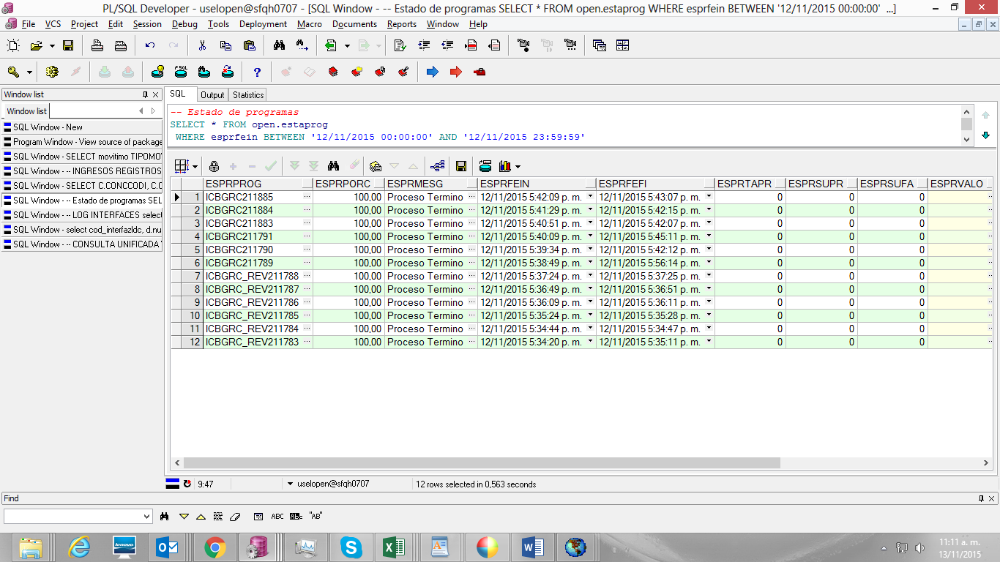 PL/SQL Developer - uselopen@sfqh0707 - [SQL Window - -- Estado de programas SELECT * FROM open.estaprog WHERE esprfein BETWEEN '12/11/2015 00:00:00' ...]
File VCS Project Edit Session Debug Tools Deployment Macro Documents Reports Window Help
Window list
Window list
SQL Window - New
Program Window - View source of package
SQL Window - SELECT movitimo TIPOMO
SQL Window - -- INGRESOS REGISTROS
SQL Window - SELECT C.CONCCODI, C.C
SQL Window - -- Estado de programas SEL
SQL Window - -- LOG INTERFACES select
SQL Window - select cod_interfazldc, d.nu
SQL Window - -- CONSULTA UNIFICADA
SQL Output Statistics
-- Estado de programas
SELECT * FROM open.estaprog
WHERE esprfein BETWEEN '12/11/2015 00:00:00' AND '12/11/2015 23:59:59'
ESPRPROG ESPRPORC ESPRMESG ESPRFEIN ESPRFEFI ESPRTAPR ESPRSUPR ESPRSUFA ESPRVALO
1 ICBGRC211885 100,00 Proceso Termino 12/11/2015 5:42:09 p. m. 12/11/2015 5:43:07 p. m. 0 0 0
2 ICBGRC211884 100,00 Proceso Termino 12/11/2015 5:41:29 p. m. 12/11/2015 5:42:15 p. m. 0 0 0
3 ICBGRC211883 100,00 Proceso Termino 12/11/2015 5:40:51 p. m. 12/11/2015 5:42:07 p. m. 0 0 0
4 ICBGRC211791 100,00 Proceso Termino 12/11/2015 5:40:09 p. m. 12/11/2015 5:45:11 p. m. 0 0 0
5 ICBGRC211790 100,00 Proceso Termino 12/11/2015 5:39:34 p. m. 12/11/2015 5:42:12 p. m. 0 0 0
6 ICBGRC211789 100,00 Proceso Termino 12/11/2015 5:38:49 p. m. 12/11/2015 5:56:14 p. m. 0 0 0
7 ICBGRC_REV211788 100,00 Proceso Termino 12/11/2015 5:37:24 p. m. 12/11/2015 5:37:25 p. m. 0 0 0
8 ICBGRC_REV211787 100,00 Proceso Termino 12/11/2015 5:36:49 p. m. 12/11/2015 5:36:51 p. m. 0 0 0
9 ICBGRC_REV211786 100,00 Proceso Termino 12/11/2015 5:36:09 p. m. 12/11/2015 5:36:11 p. m. 0 0 0
10 ICBGRC_REV211785 100,00 Proceso Termino 12/11/2015 5:35:24 p. m. 12/11/2015 5:35:28 p. m. 0 0 0
11 ICBGRC_REV211784 100,00 Proceso Termino 12/11/2015 5:34:44 p. m. 12/11/2015 5:34:47 p. m. 0 0 0
12 ICBGRC_REV211783 100,00 Proceso Termino 12/11/2015 5:34:20 p. m. 12/11/2015 5:35:11 p. m. 0 0 0
9:47 uselopen@sfqh0707 12 rows selected in 0,563 seconds
Find
ABC "AB"
11:11 a. m.
13/11/2015